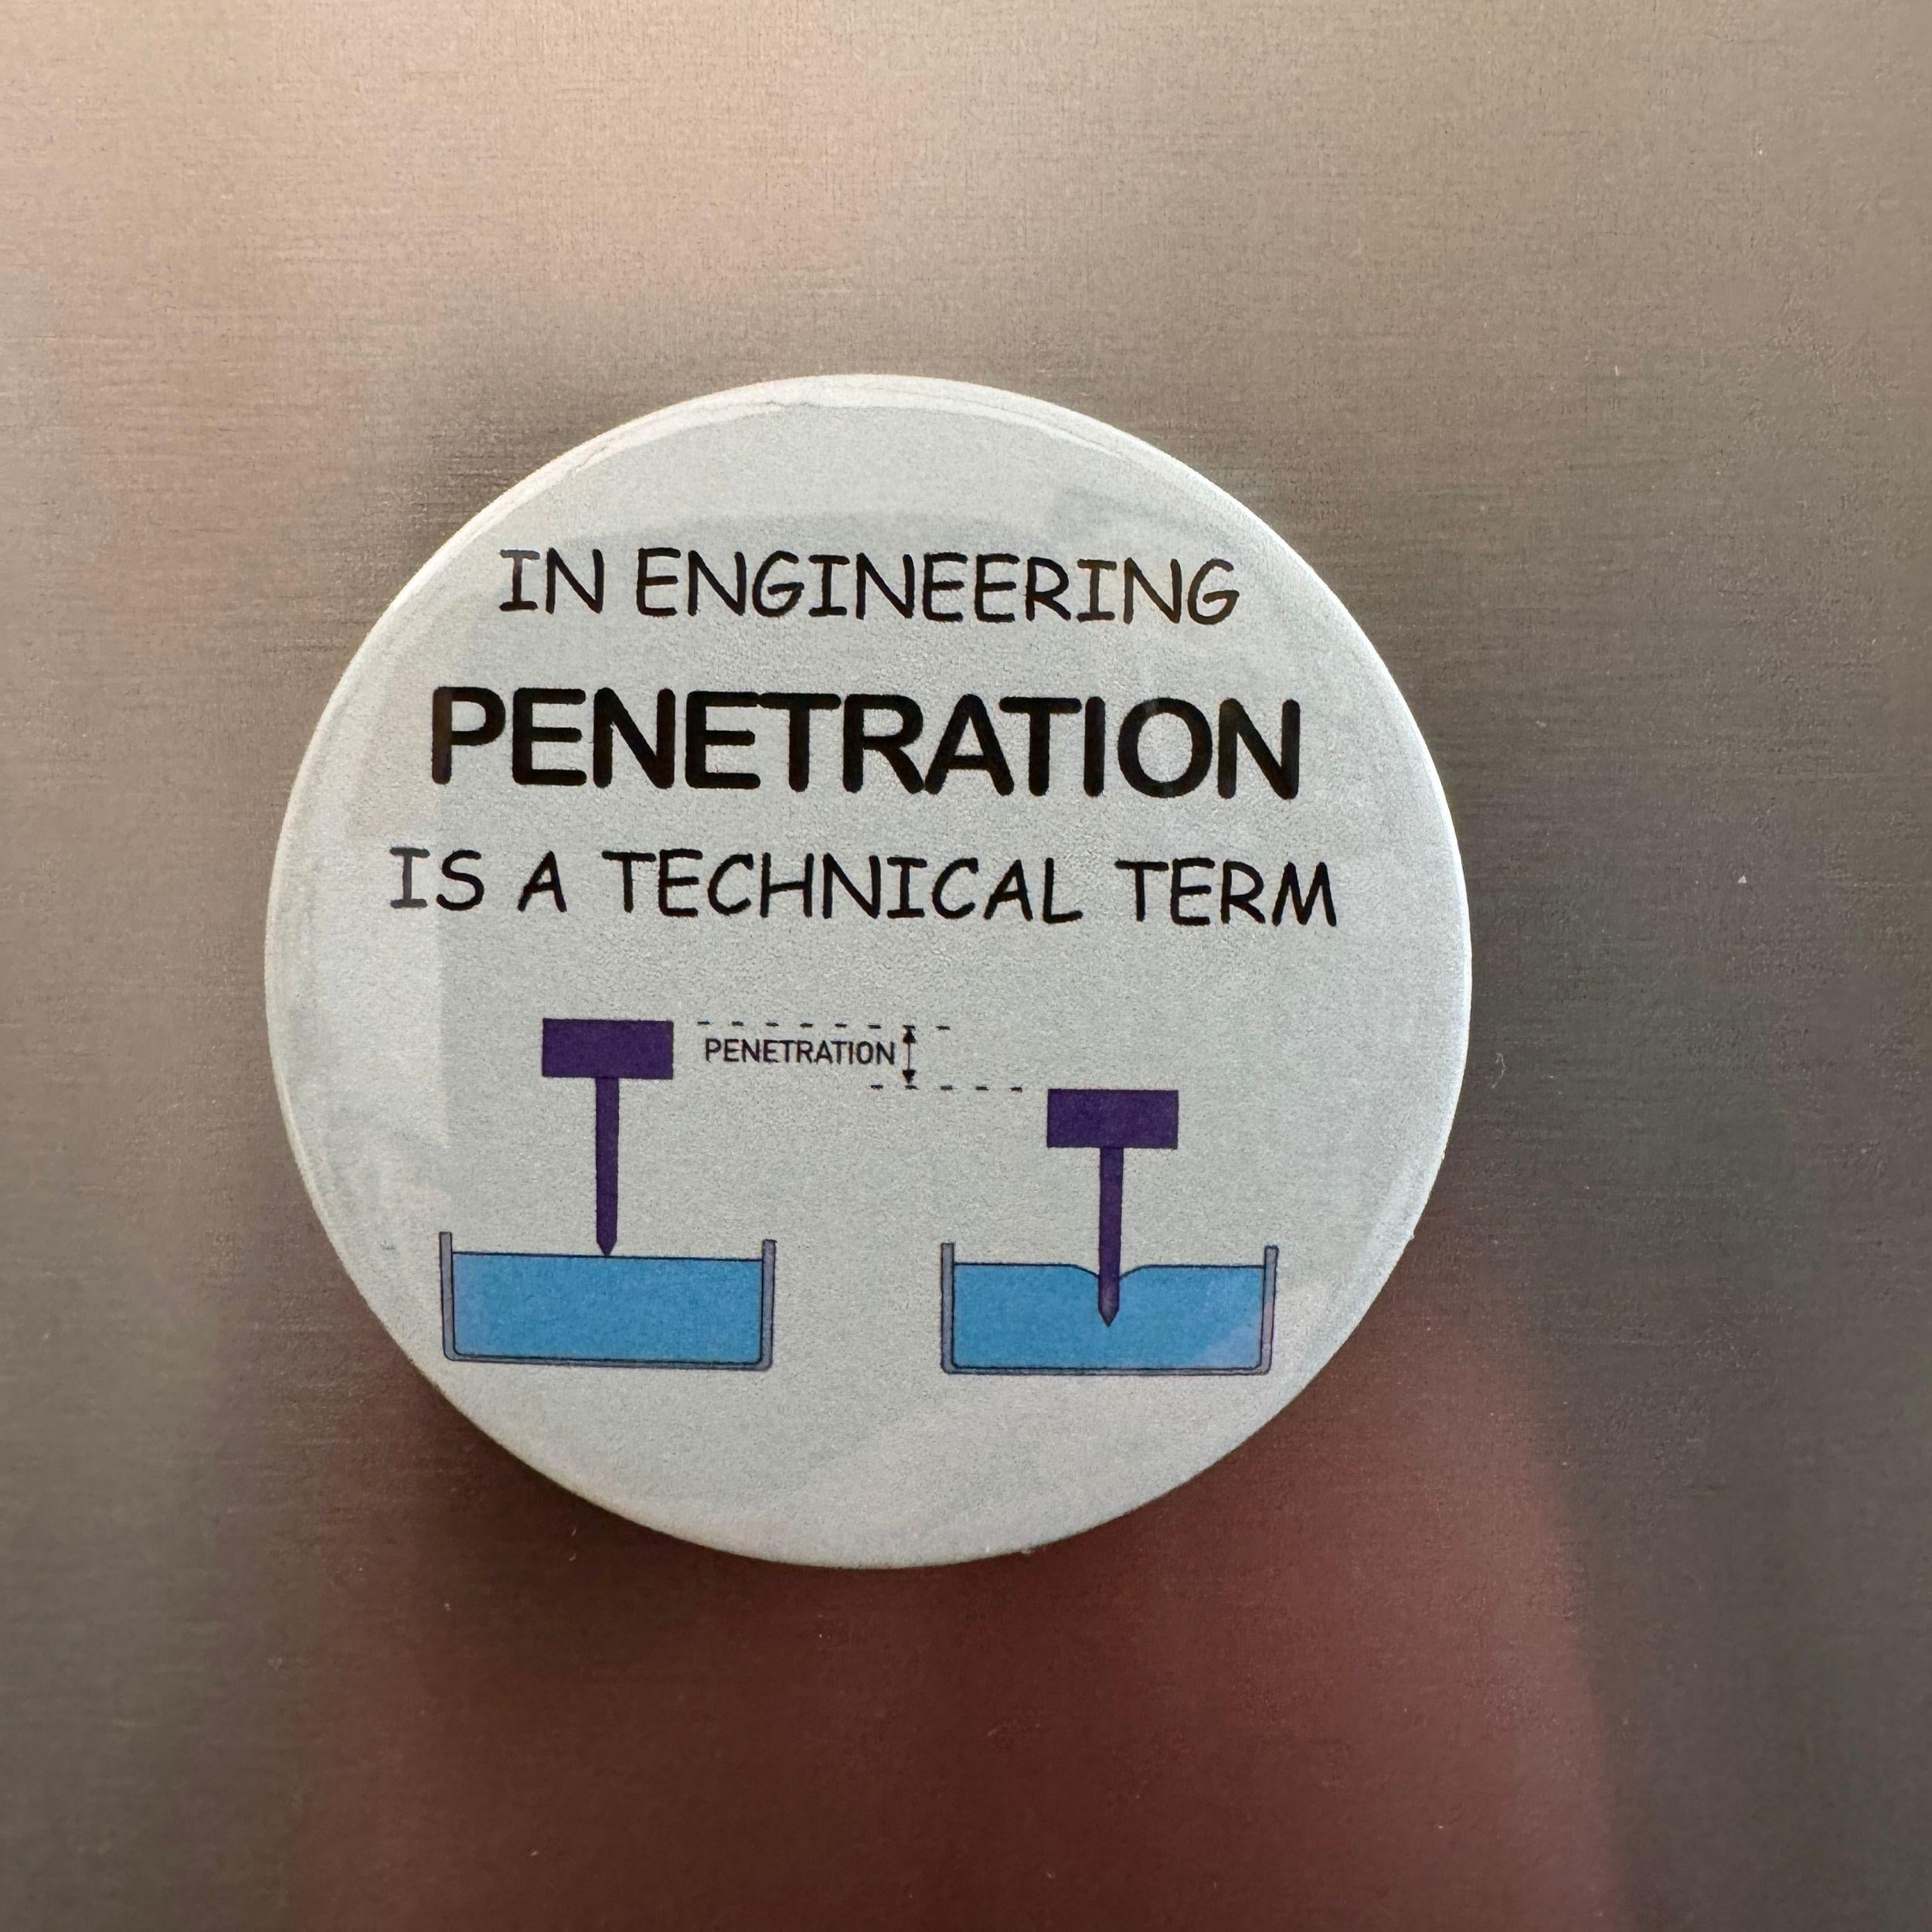 IN ENGINEERING
PENETRATION
IS A TECHNICAL TERM
PENETRATION